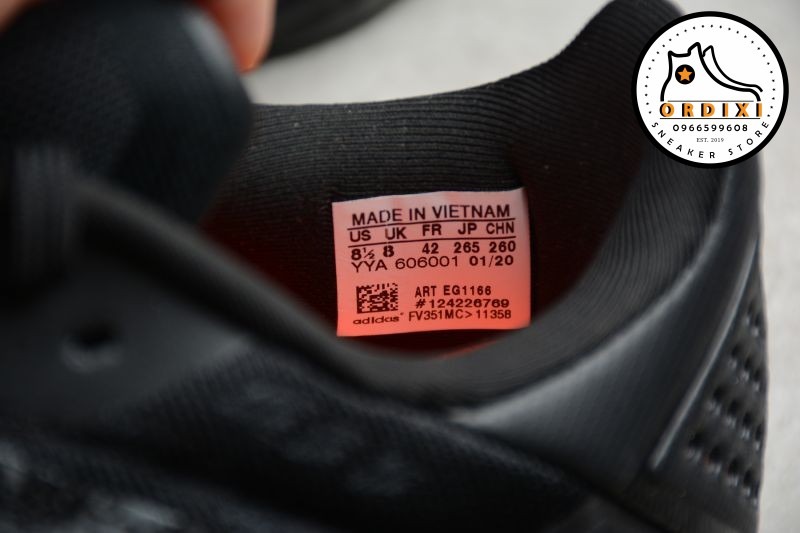 ORDIXI
0966599608
EST. 2019
SNEAKER STORE
MADE IN VIETNAM
US UK FR JP CHN
8½ 8 42 265 260
YYA 606001 01/20
ART EG1166
#124226769
adidas® FV351MC>11358